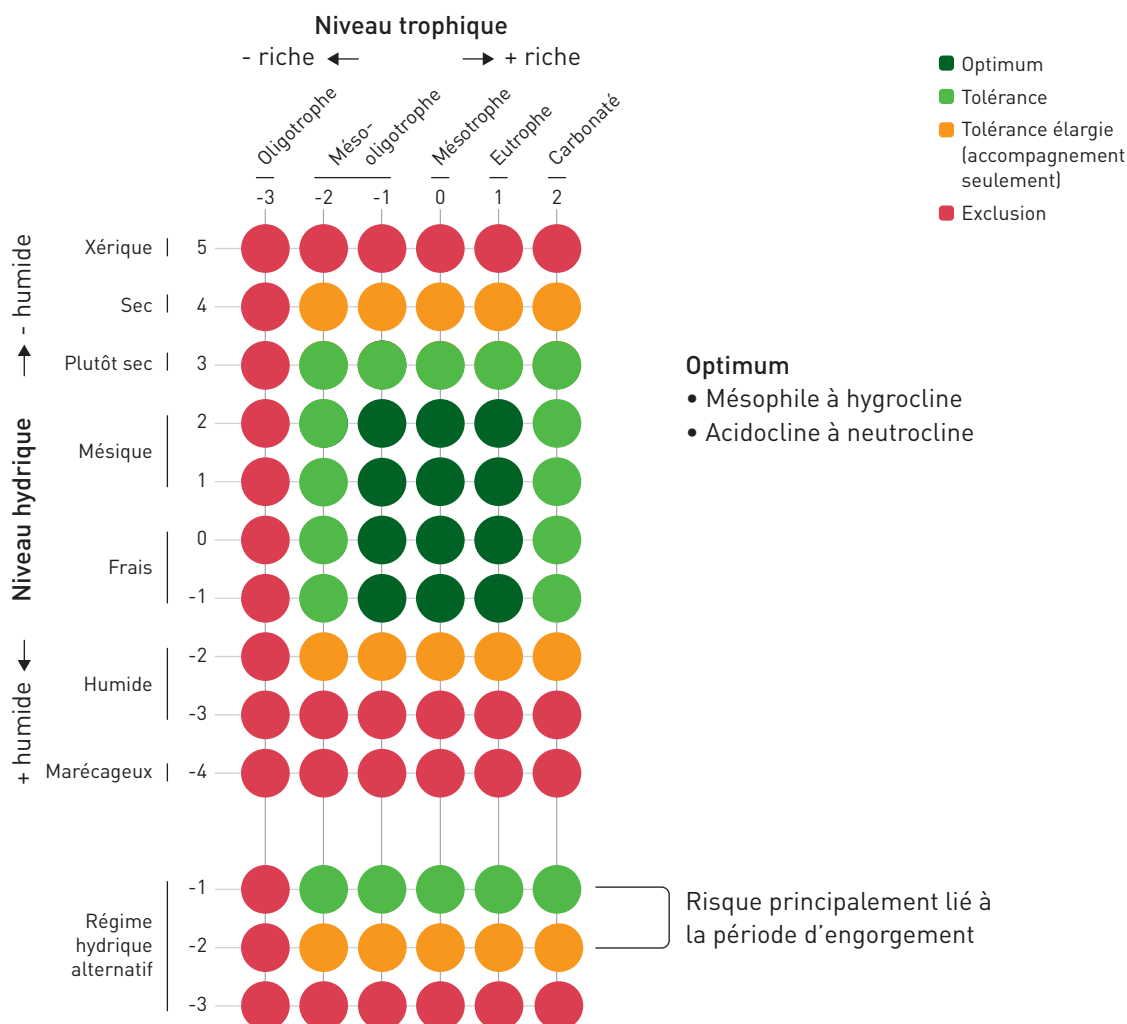 Niveau trophique
- riche
+ riche
Oligotrophe
Méso-
oligotrophe
Mésotrophe
Eutrophe
Carbonaté
-3 -2 -1 0 1 2
Optimum
Tolérance
Tolérance élargie
(accompagnement
seulement)
Exclusion
Niveau hydrique
- humide
+ humide
Xérique 5
Sec 4
Plutôt sec 3
2
Mésique
1
0
Frais
-1
-2
Humide
-3
Marécageux -4
-1
Régime
hydrique
-2
alternatif
-3
Optimum
• Mésophile à hygrocline
• Acidocline à neutrocline
Risque principalement lié à
la période d'engorgement